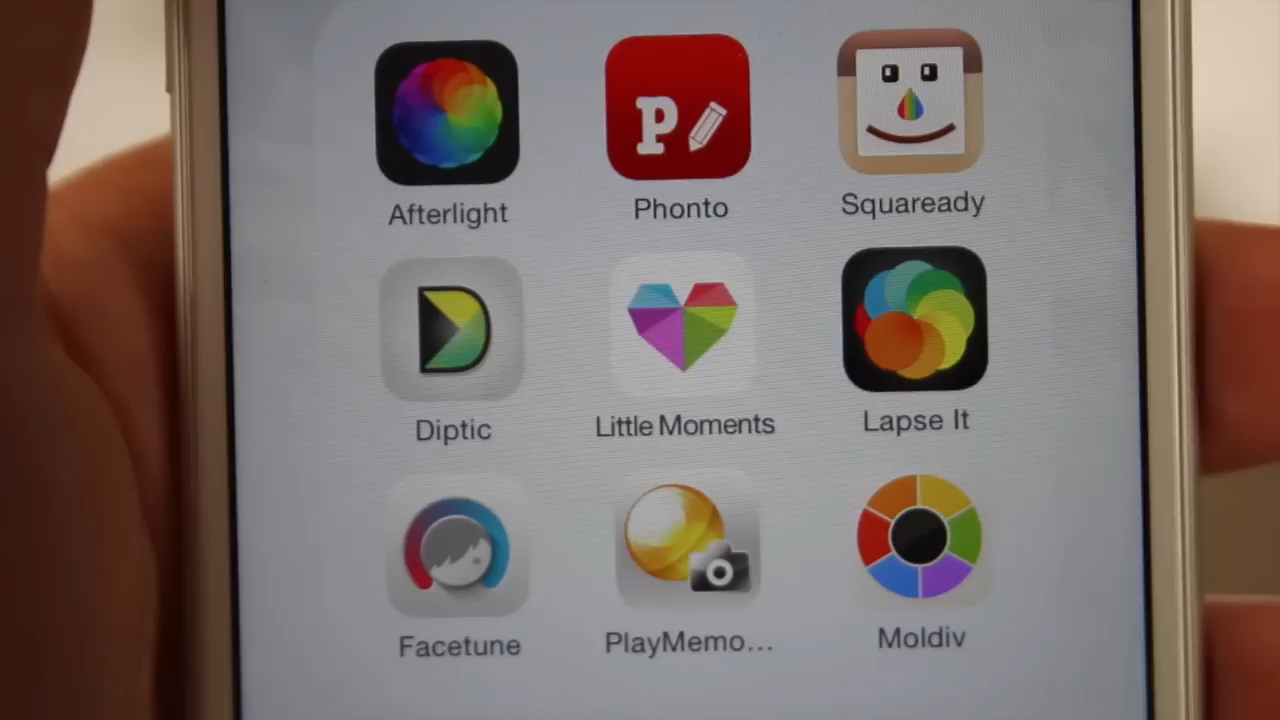 P
Afterlight
Phonto
Squaready
Diptic
Little Moments
Lapse It
Facetune
PlayMemo...
Moldiv